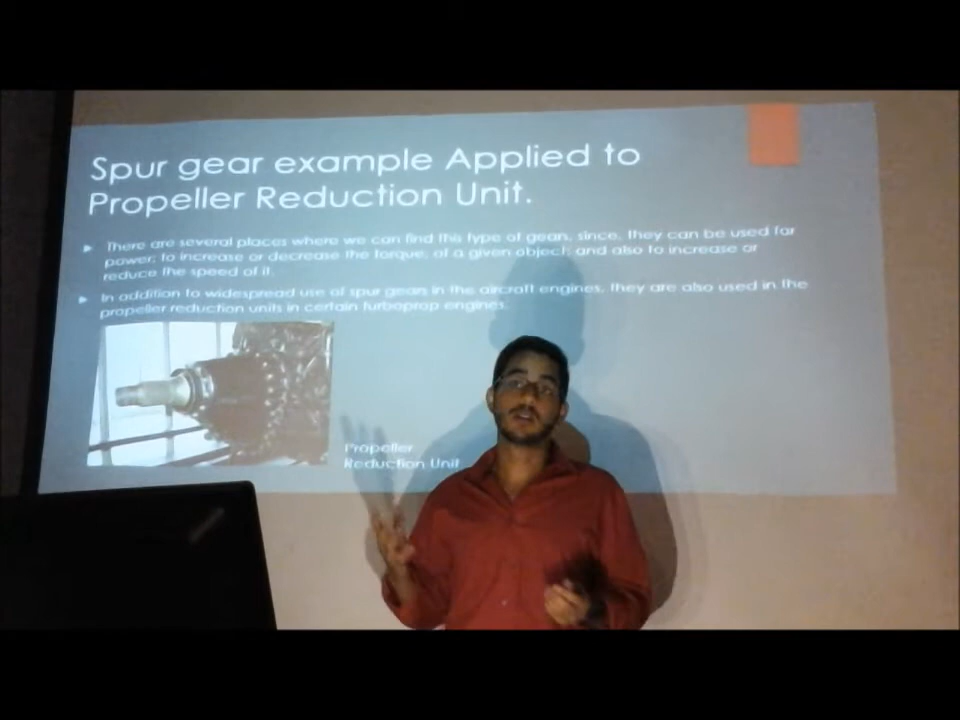 Spur gear example Applied to
Propeller Reduction Unit.
There are several places where we can find this type of gear, since, they can be used for
power; to increase or decrease the torque, of a given object; and also to increase or
reduce the speed of it.
In addition to widespread use of spur gears in the aircraft engines, they are also used in the
propeller reduction units in certain turboprop engines.
Propeller
Reduction Unit